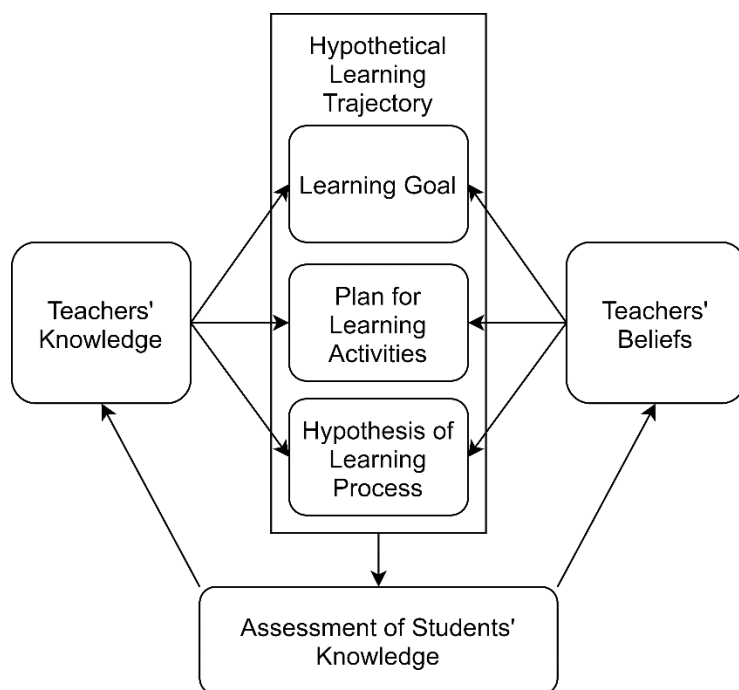 Hypothetical
Learning
Trajectory
Learning Goal
Teachers'
Knowledge
Plan for
Learning
Activities
Teachers'
Beliefs
Hypothesis of
Learning
Process
Assessment of Students'
Knowledge